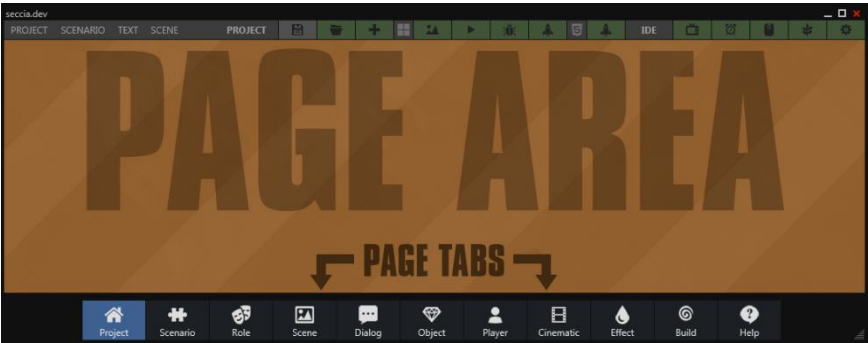 seccia.dev
PROJECT SCENARIO TEXT SCENE PROJECT IDE
PAGE AREA
PAGE TABS
Project Scenario Role Scene Dialog Object Player Cinematic Effect Build Help